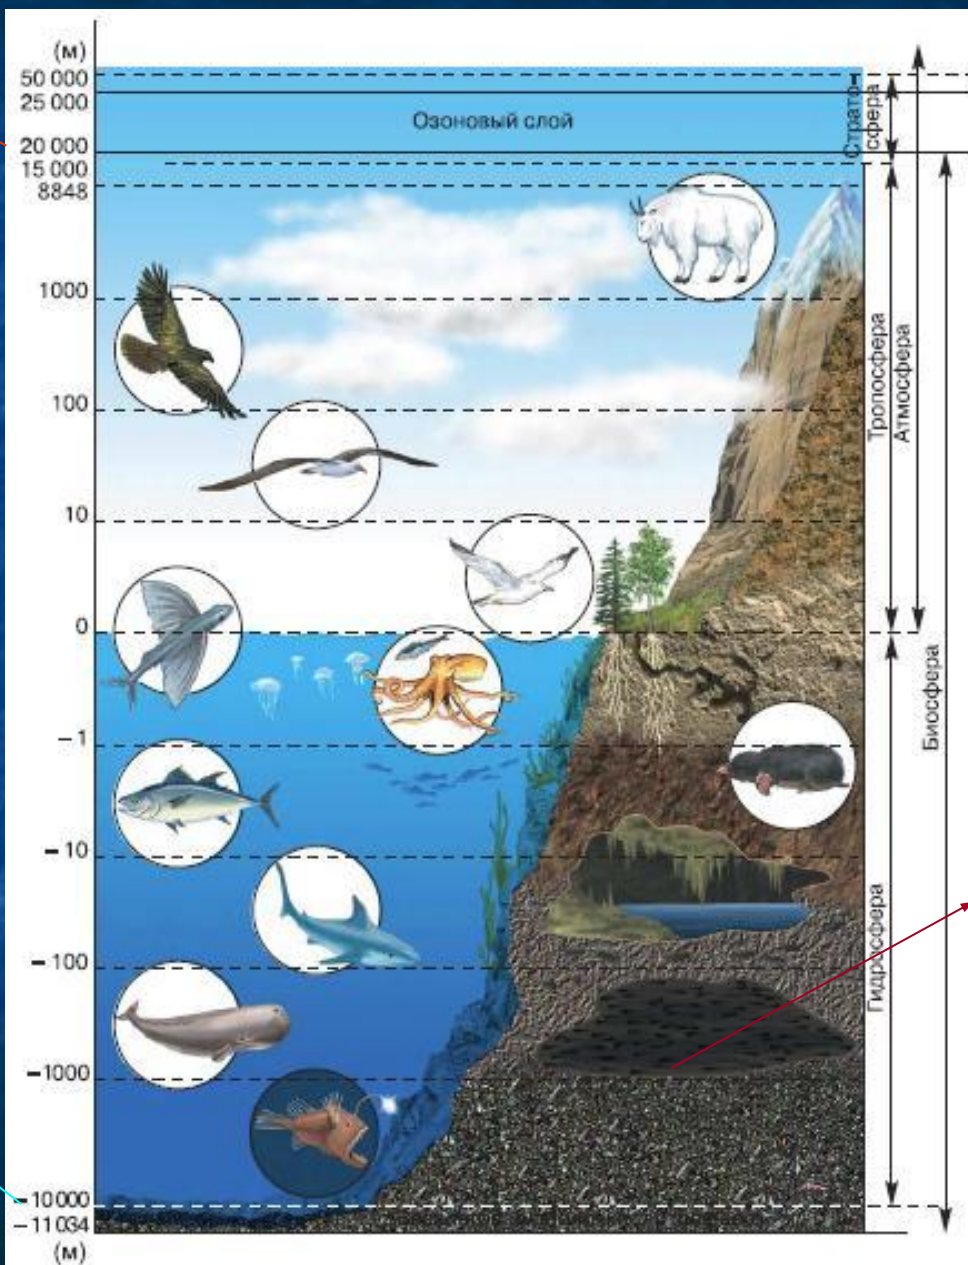 (м)
50 000
25 000
20 000
15 000
8848
1000
100
10
0
– 1
– 10
– 100
–1000
–10 000
–11 034
(м)
Озоновый слой
Страто-
сфера
Тропосфера
Атмосфера
Гидросфера
Биосфера